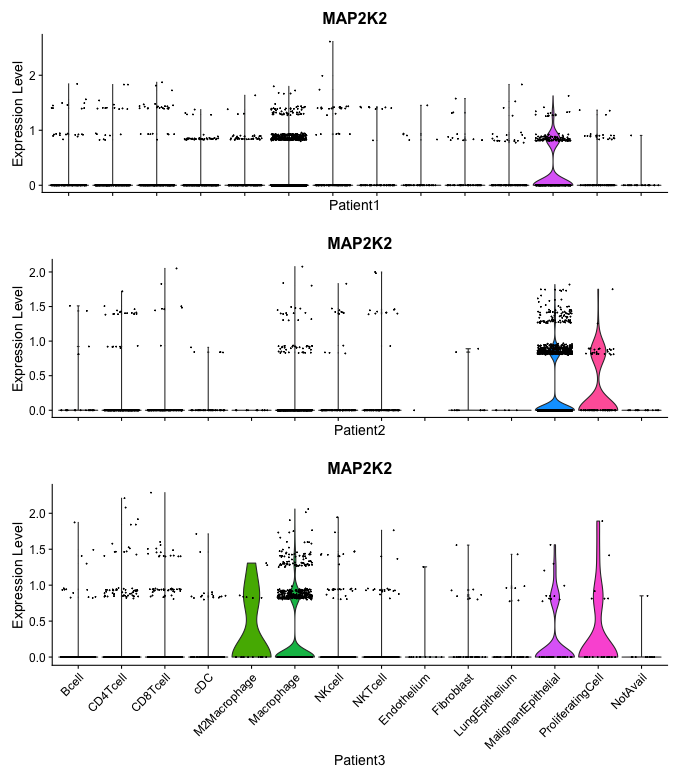 MAP2K2
Expression Level
2
1
0
Patient1
MAP2K2
Expression Level
2.0
1.5
1.0
0.5
0.0
Patient2
MAP2K2
Expression Level
2.0
1.5
1.0
0.5
0.0
Bcell
CD4Tcell
CD8Tcell
cDC
M2Macrophage
Macrophage
NKcell
NKTcell
Endothelium
Fibroblast
LungEpithelium
MalignantEpithelial
ProliferatingCell
NotAvail
Patient3